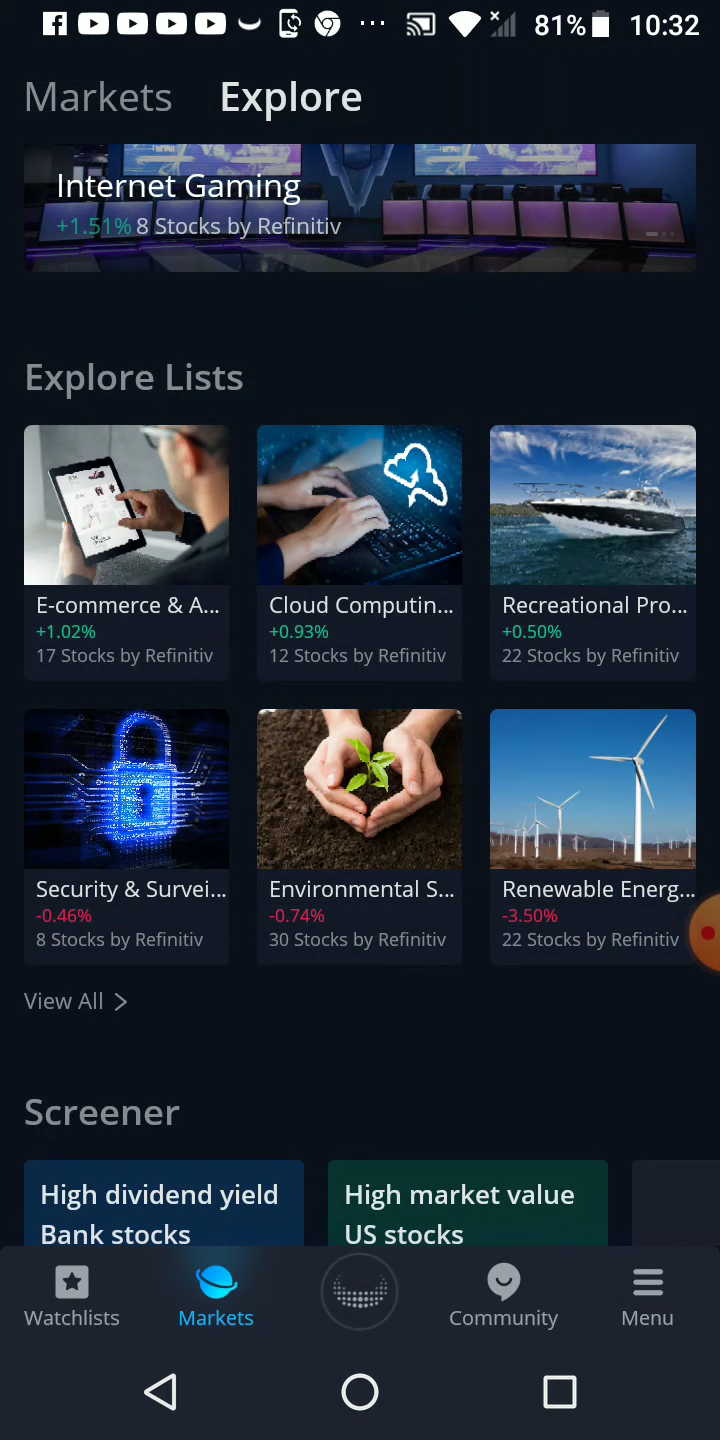 81% 10:32
Markets Explore
Internet Gaming
+1.51% 8 Stocks by Refinitiv
Explore Lists
E-commerce & A...
+1.02%
17 Stocks by Refinitiv
Cloud Computin...
+0.93%
12 Stocks by Refinitiv
Recreational Pro...
+0.50%
22 Stocks by Refinitiv
Security & Survei...
-0.46%
8 Stocks by Refinitiv
Environmental S...
-0.74%
30 Stocks by Refinitiv
Renewable Energ...
-3.50%
22 Stocks by Refinitiv
View All
Screener
High dividend yield
Bank stocks
High market value
US stocks
Watchlists
Markets
Community
Menu